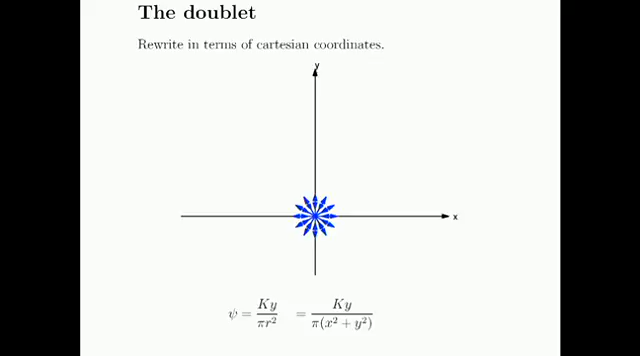 The doublet
Rewrite in terms of cartesian coordinates.
y
x
ψ = Ky/πr² = Ky/π(x² + y²)